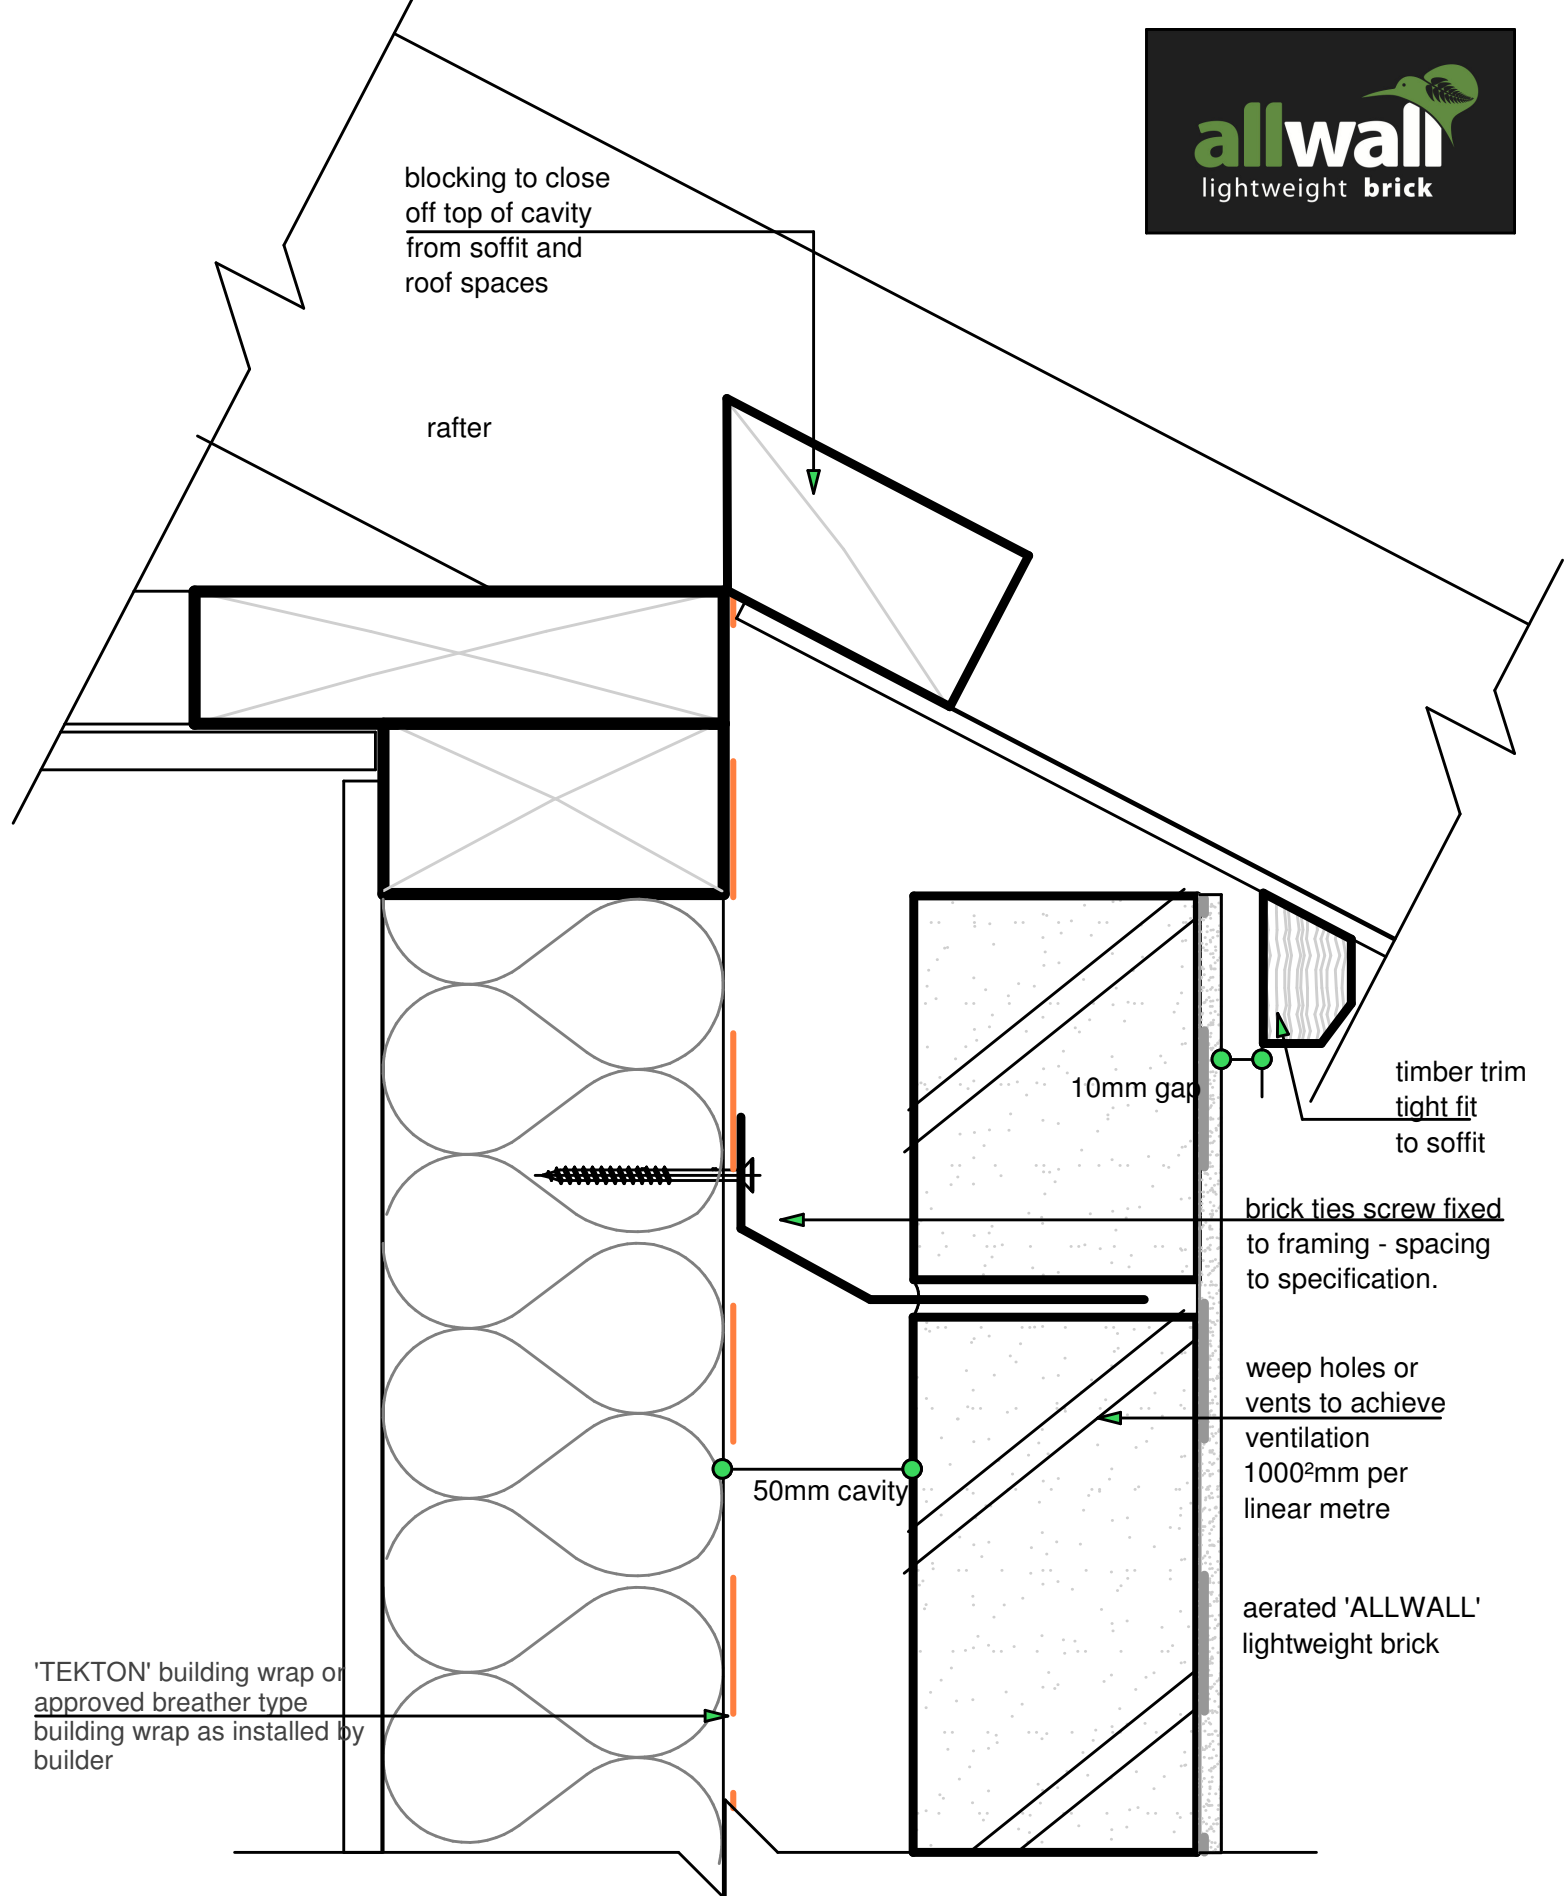 allwall
lightweight brick
blocking to close
off top of cavity
from soffit and
roof spaces
rafter
10mm gap
timber trim
tight fit
to soffit
brick ties screw fixed
to framing - spacing
to specification.
weep holes or
vents to achieve
ventilation
1000²mm per
linear metre
50mm cavity
aerated 'ALLWALL'
lightweight brick
'TEKTON' building wrap or
approved breather type
building wrap as installed by
builder